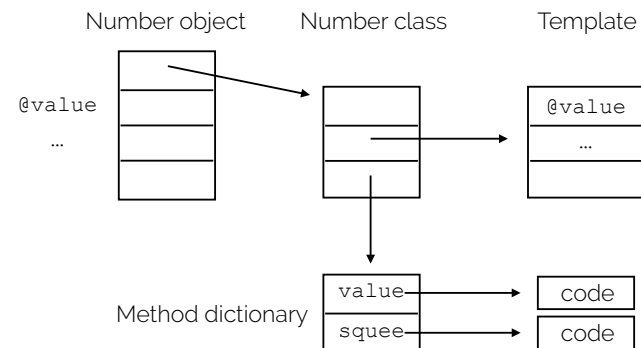 Number object
Number class
Template
@value
…
@value
…
Method dictionary
value
squee
code
code